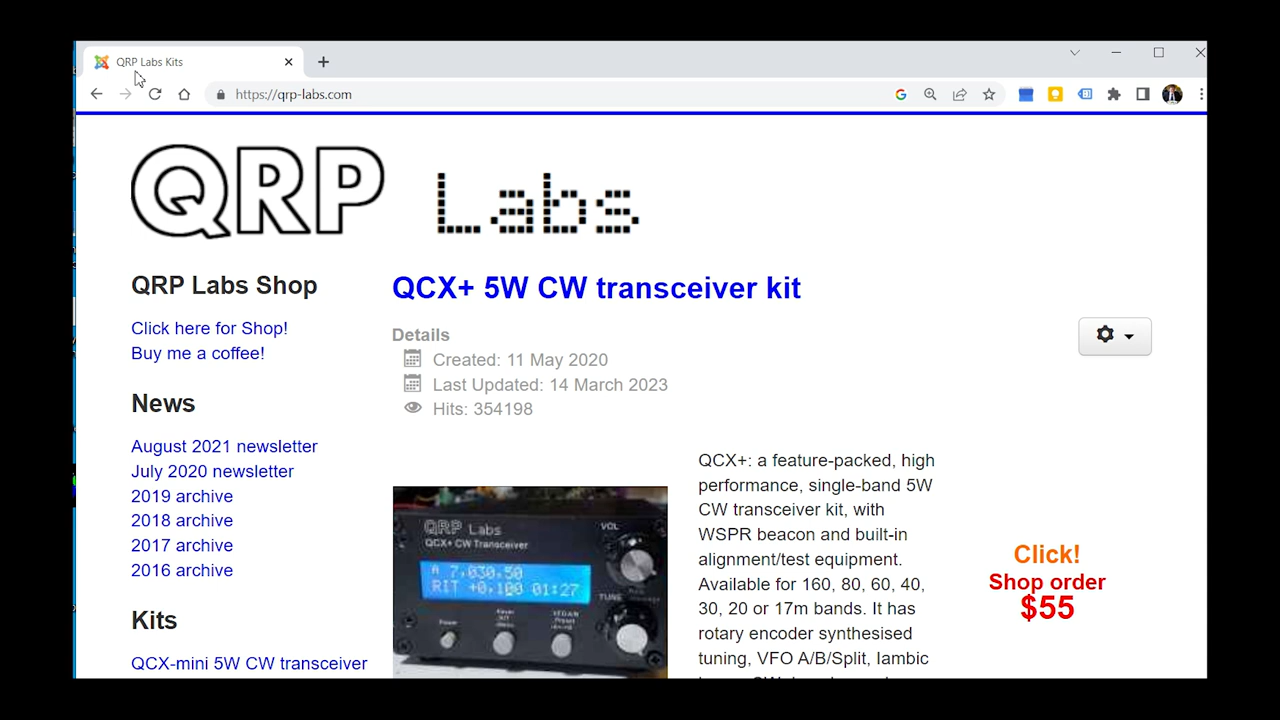 QRP Labs Kits
https://qrp-labs.com
QRP Labs
QRP Labs Shop
Click here for Shop!
Buy me a coffee!
News
August 2021 newsletter
July 2020 newsletter
2019 archive
2018 archive
2017 archive
2016 archive
Kits
QCX-mini 5W CW transceiver
QCX+ 5W CW transceiver kit
Details
Created: 11 May 2020
Last Updated: 14 March 2023
Hits: 354198
QRP Labs
QCX+ CW Transceiver
VOL
A 7,030.50
RIT +0,100 01:27
TUNE
QCX+: a feature-packed, high
performance, single-band 5W
CW transceiver kit, with
WSPR beacon and built-in
alignment/test equipment.
Available for 160, 80, 60, 40,
30, 20 or 17m bands. It has
rotary encoder synthesised
tuning, VFO A/B/Split, Iambic
Click!
Shop order
$55